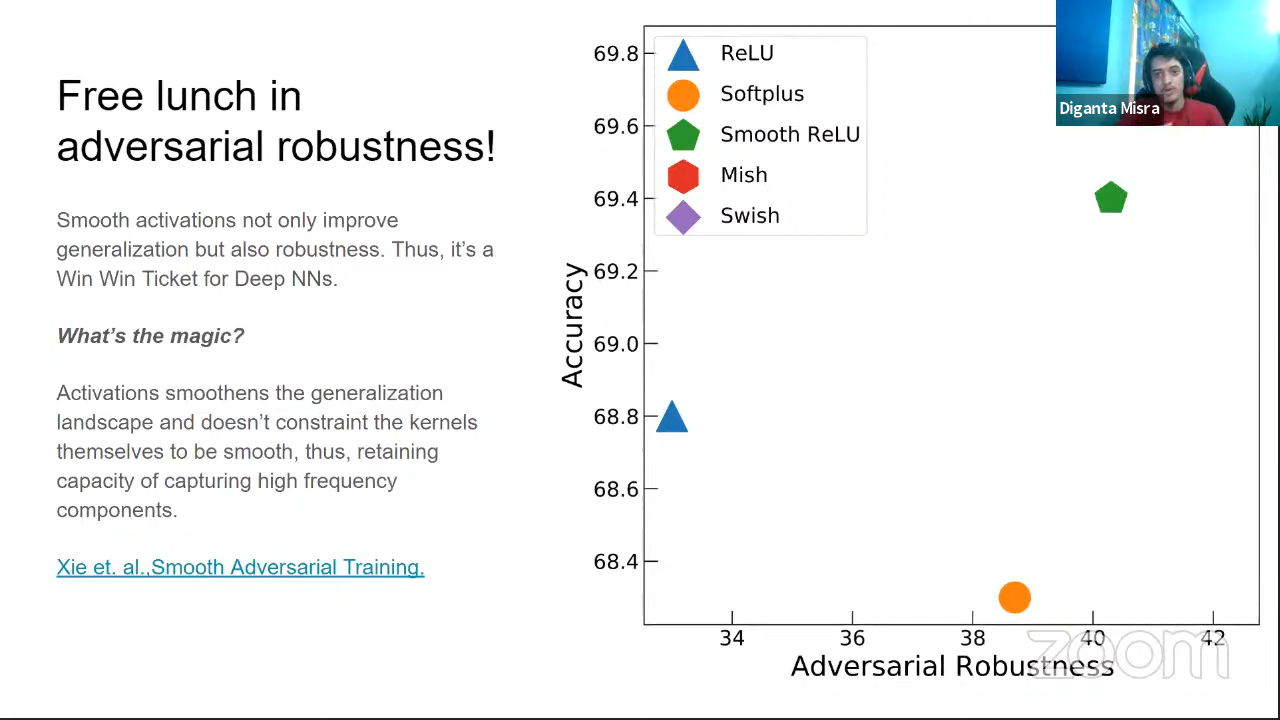 Free lunch in
adversarial robustness!
Smooth activations not only improve
generalization but also robustness. Thus, it’s a
Win Win Ticket for Deep NNs.
What’s the magic?
Activations smoothens the generalization
landscape and doesn’t constraint the kernels
themselves to be smooth, thus, retaining
capacity of capturing high frequency
components.
Xie et. al.,Smooth Adversarial Training.
69.8
69.6
69.4
69.2
69.0
68.8
68.6
68.4
Accuracy
ReLU
Softplus
Smooth ReLU
Mish
Swish
34 36 38 40 42
Adversarial Robustness
Diganta Misra
zoom